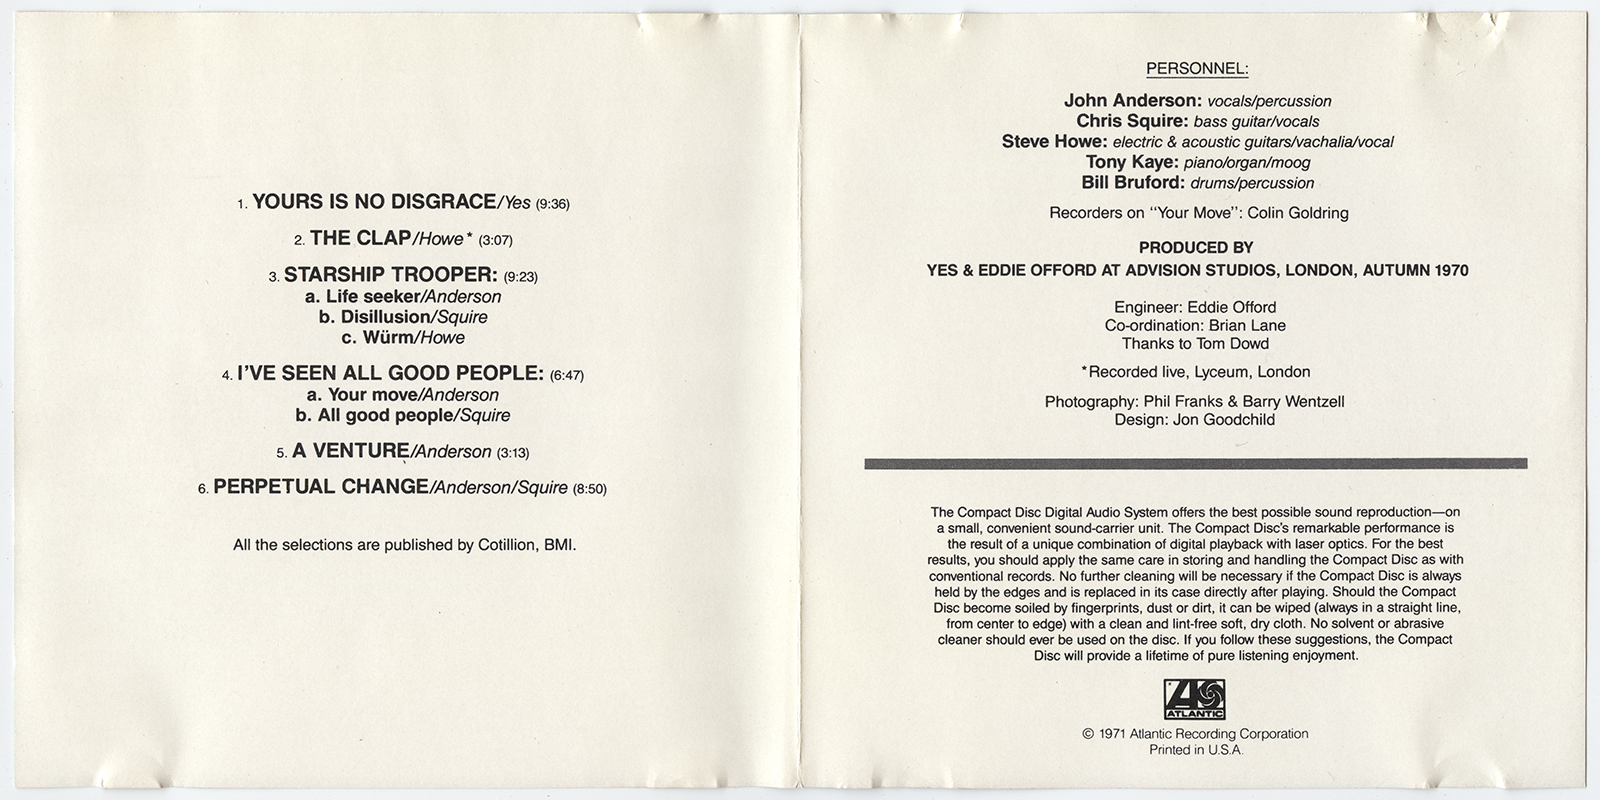 1. YOURS IS NO DISGRACE/Yes (9:36)
2. THE CLAP/Howe* (3:07)
3. STARSHIP TROOPER: (9:23)
a. Life seeker/Anderson
b. Disillusion/Squire
c. Würm/Howe
4. I'VE SEEN ALL GOOD PEOPLE: (6:47)
a. Your move/Anderson
b. All good people/Squire
5. A VENTURE/Anderson (3:13)
6. PERPETUAL CHANGE/Anderson/Squire (8:50)
All the selections are published by Cotillion, BMI.
PERSONNEL:
John Anderson: vocals/percussion
Chris Squire: bass guitar/vocals
Steve Howe: electric & acoustic guitars/vachalia/vocal
Tony Kaye: piano/organ/moog
Bill Bruford: drums/percussion
Recorders on "Your Move": Colin Goldring
PRODUCED BY
YES & EDDIE OFFORD AT ADVISION STUDIOS, LONDON, AUTUMN 1970
Engineer: Eddie Offord
Co-ordination: Brian Lane
Thanks to Tom Dowd
*Recorded live, Lyceum, London
Photography: Phil Franks & Barry Wentzell
Design: Jon Goodchild
The Compact Disc Digital Audio System offers the best possible sound reproduction—on
a small, convenient sound-carrier unit. The Compact Disc's remarkable performance is
the result of a unique combination of digital playback with laser optics. For the best
results, you should apply the same care in storing and handling the Compact Disc as with
conventional records. No further cleaning will be necessary if the Compact Disc is always
held by the edges and is replaced in its case directly after playing. Should the Compact
Disc become soiled by fingerprints, dust or dirt, it can be wiped (always in a straight line,
from center to edge) with a clean and lint-free soft, dry cloth. No solvent or abrasive
cleaner should ever be used on the disc. If you follow these suggestions, the Compact
Disc will provide a lifetime of pure listening enjoyment.
ATLANTIC
© 1971 Atlantic Recording Corporation
Printed in U.S.A.